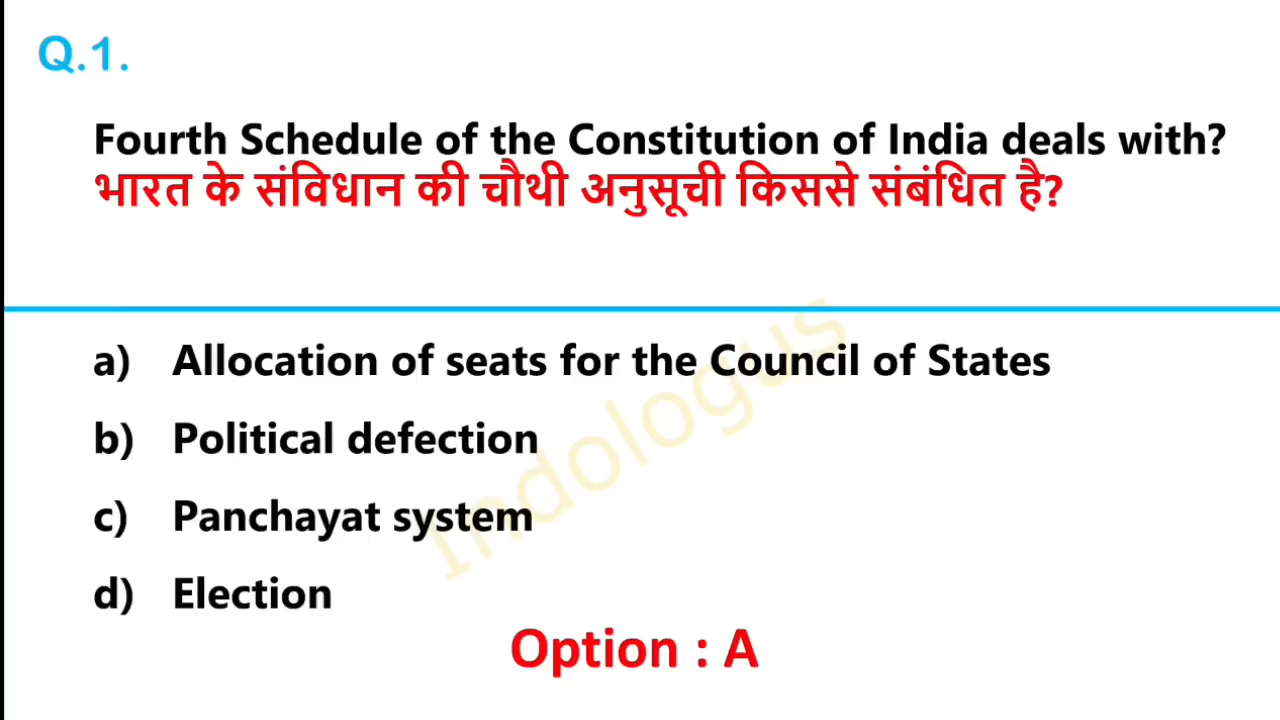 Q.1.
Fourth Schedule of the Constitution of India deals with?
भारत के संविधान की चौथी अनुसूची किससे संबंधित है?
a) Allocation of seats for the Council of States
b) Political defection
c) Panchayat system
d) Election
Indologus
Option : A